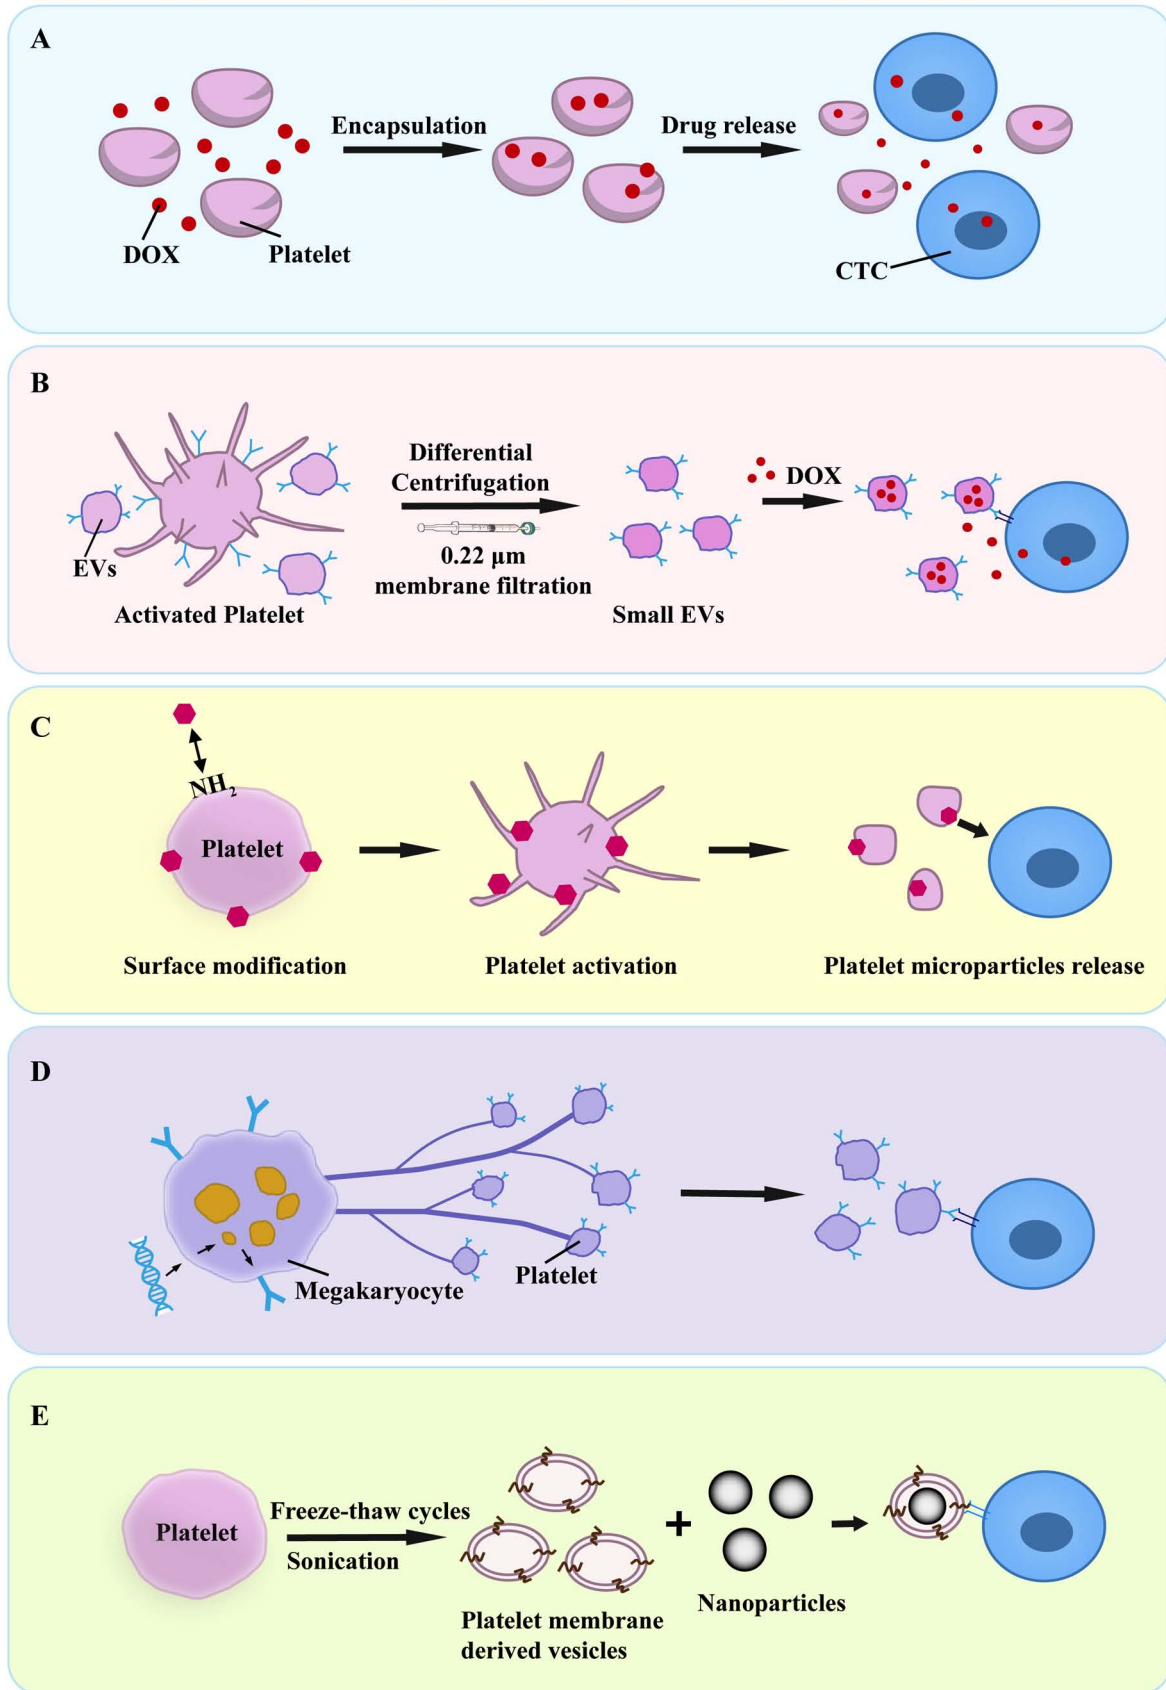 A
Encapsulation
Drug release
DOX
Platelet
CTC
B
Differential
Centrifugation
0.22 μm
membrane filtration
DOX
EVs
Activated Platelet
Small EVs
C
NH₂
Platelet
Surface modification
Platelet activation
Platelet microparticles release
D
Megakaryocyte
Platelet
E
Platelet
Freeze-thaw cycles
Sonication
Platelet membrane
derived vesicles
+
Nanoparticles